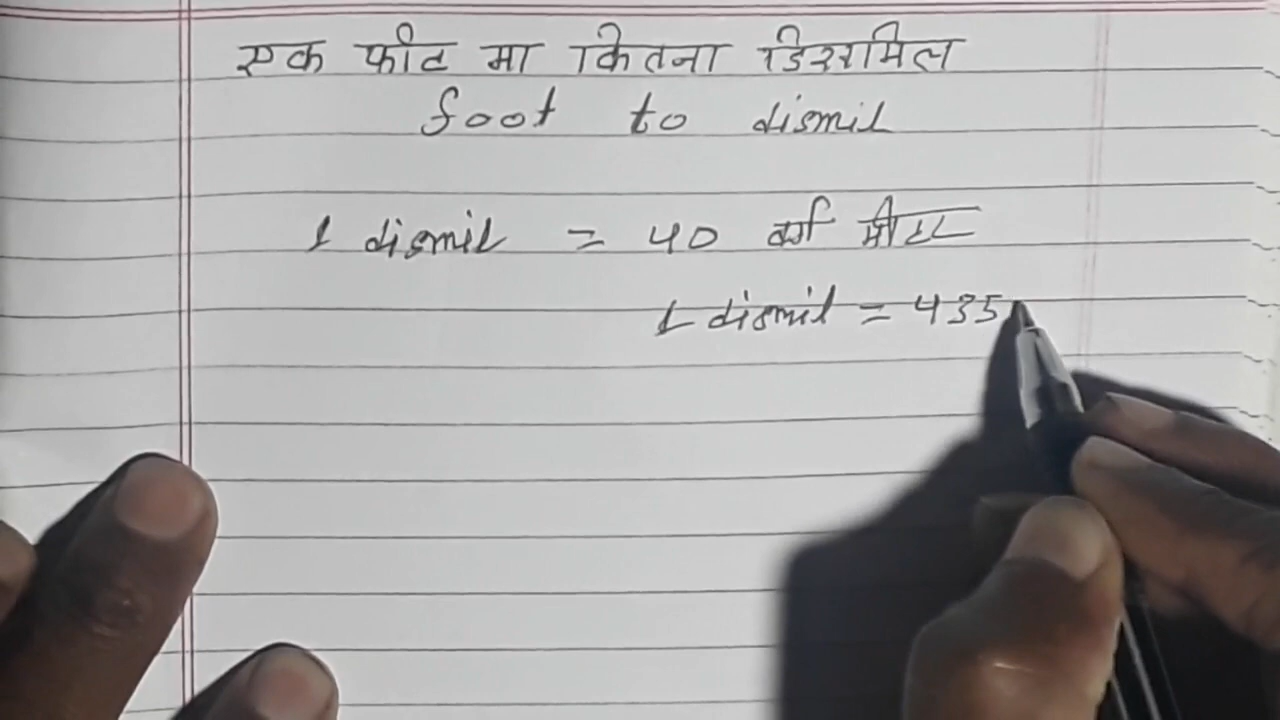 एक फीट मा कितना डिसमिल
foot to dismil
1 dismil = 40 वर्ग मीटर
1 dismil = 435